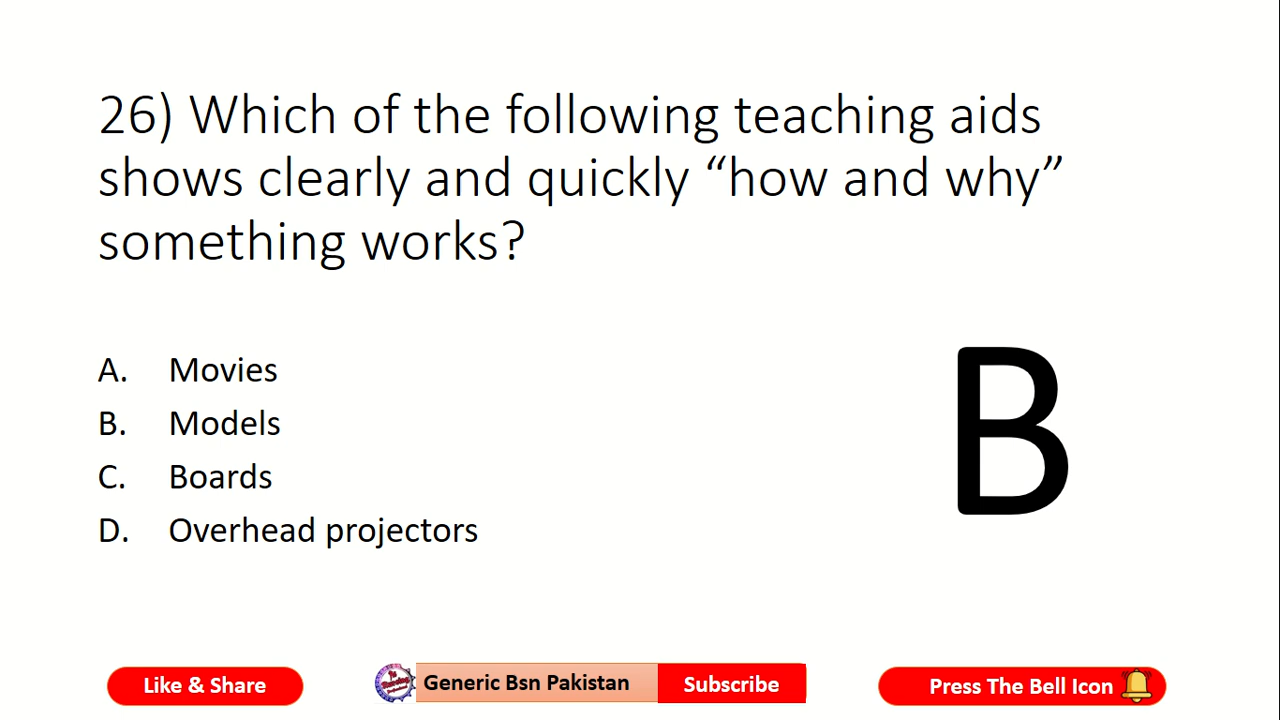 26) Which of the following teaching aids
shows clearly and quickly “how and why”
something works?
A. Movies
B. Models
C. Boards
D. Overhead projectors
B
Like & Share
Generic Bsn Pakistan
Subscribe
Press The Bell Icon